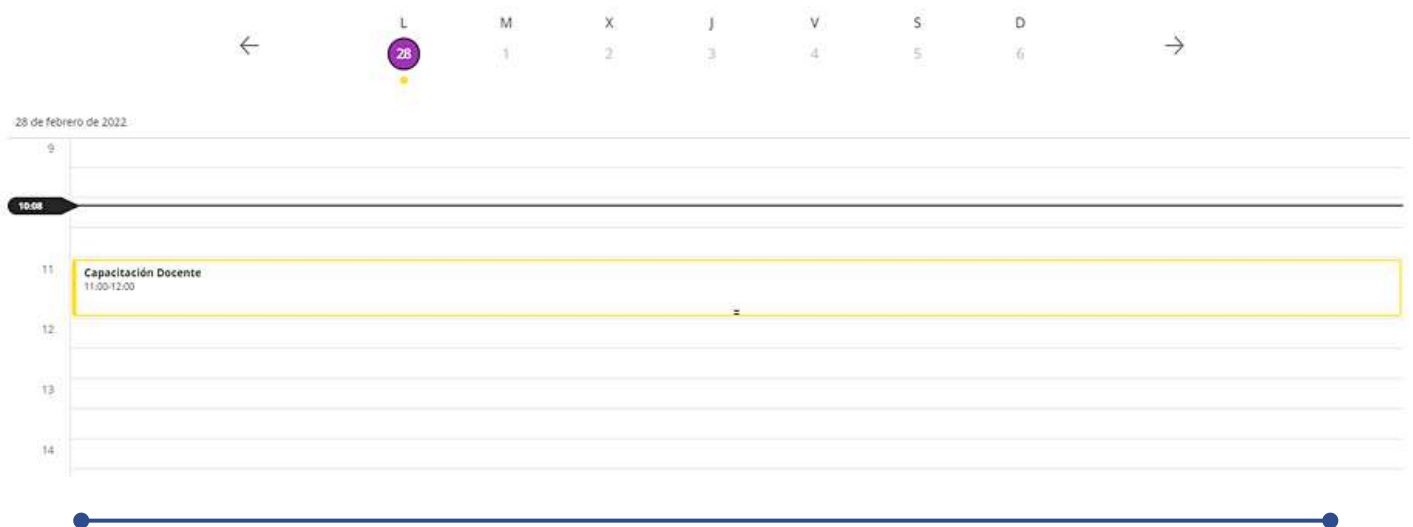 L M X J V S D
28 1 2 3 4 5 6
28 de febrero de 2022
9
10:08
11
Capacitación Docente
11:00-12:00
12
13
14